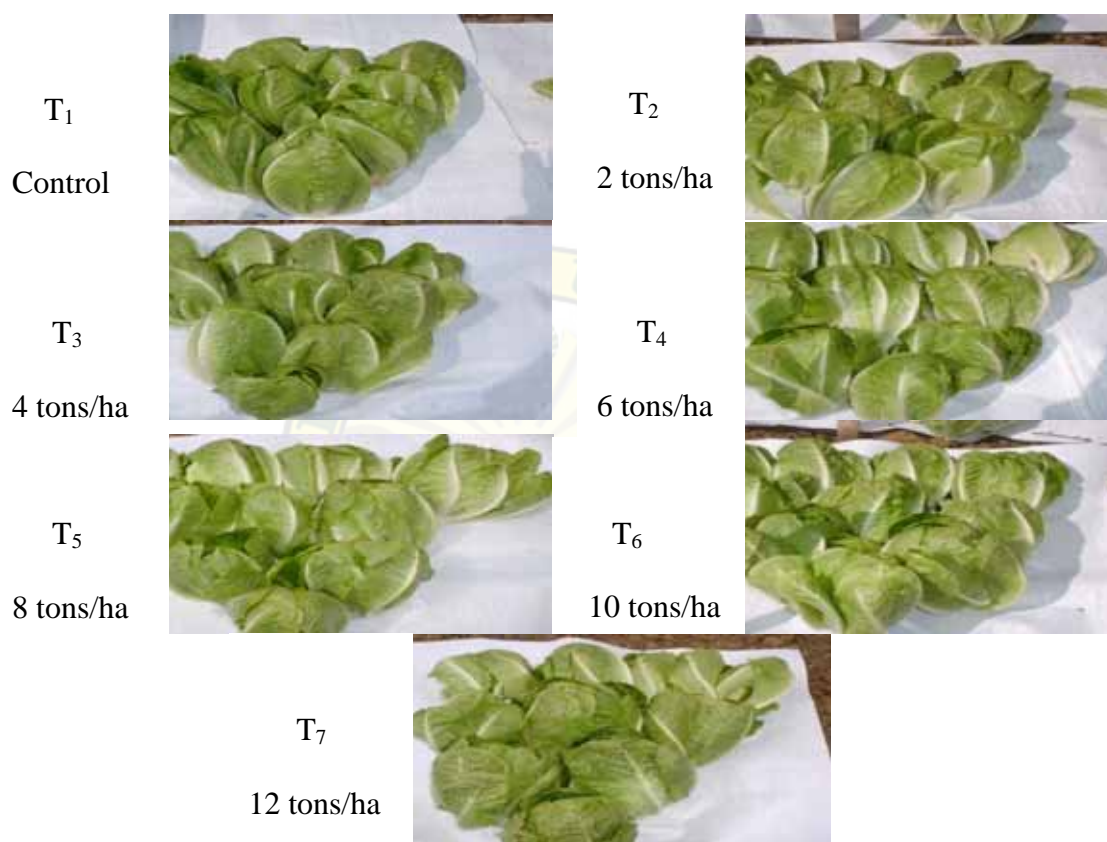 T₁
Control
T₂
2 tons/ha
T₃
4 tons/ha
T₄
6 tons/ha
T₅
8 tons/ha
T₆
10 tons/ha
T₇
12 tons/ha